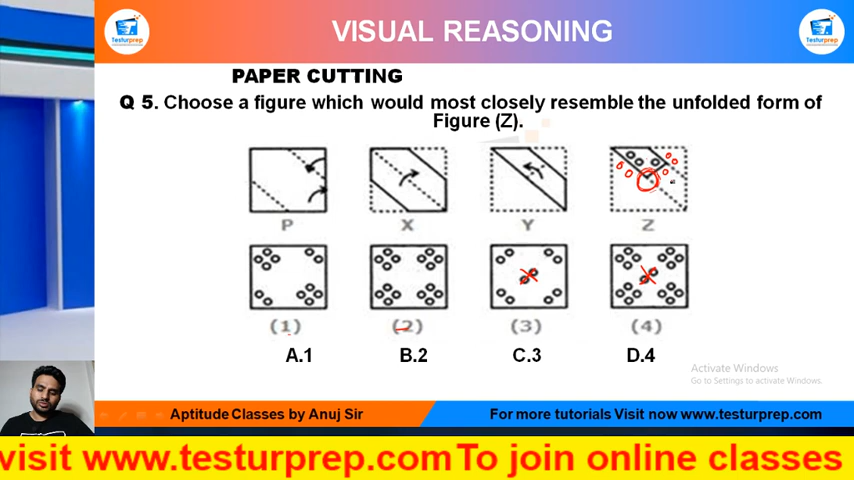 Testurprep
VISUAL REASONING
Testurprep
PAPER CUTTING
Q 5. Choose a figure which would most closely resemble the unfolded form of
Figure (Z).
P X Y Z
(1) (2) (3) (4)
A.1 B.2 C.3 D.4
Activate Windows
Go to Settings to activate Windows.
Aptitude Classes by Anuj Sir For more tutorials Visit now www.testurprep.com
visit www.testurprep.com To join online classes